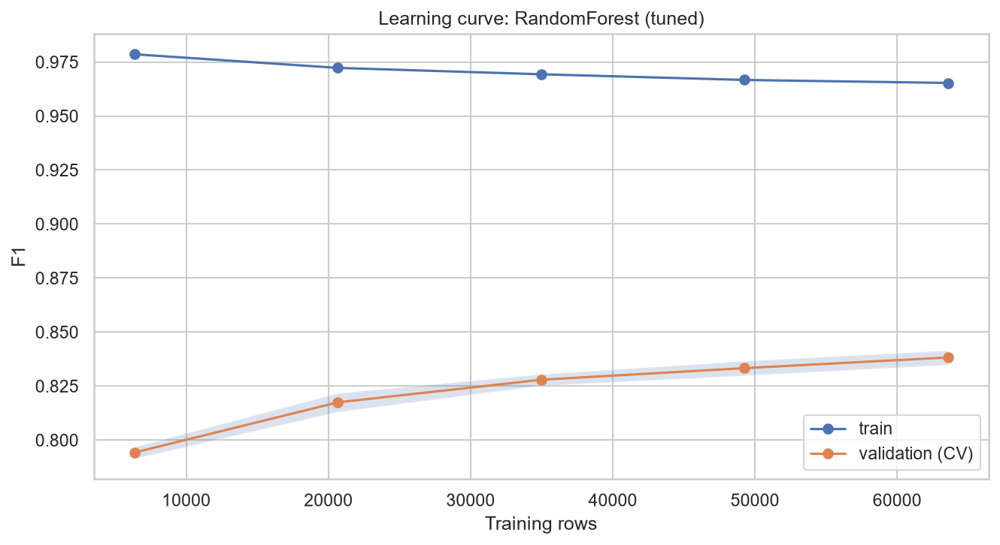 Learning curve: RandomForest (tuned)
F1
0.975
0.950
0.925
0.900
0.875
0.850
0.825
0.800
10000 20000 30000 40000 50000 60000
Training rows
train
validation (CV)